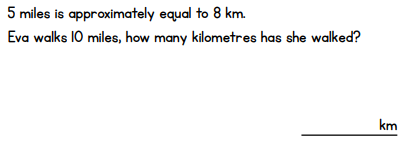 5 miles is approximately equal to 8 km.
Eva walks 10 miles, how many kilometres has she walked?
km